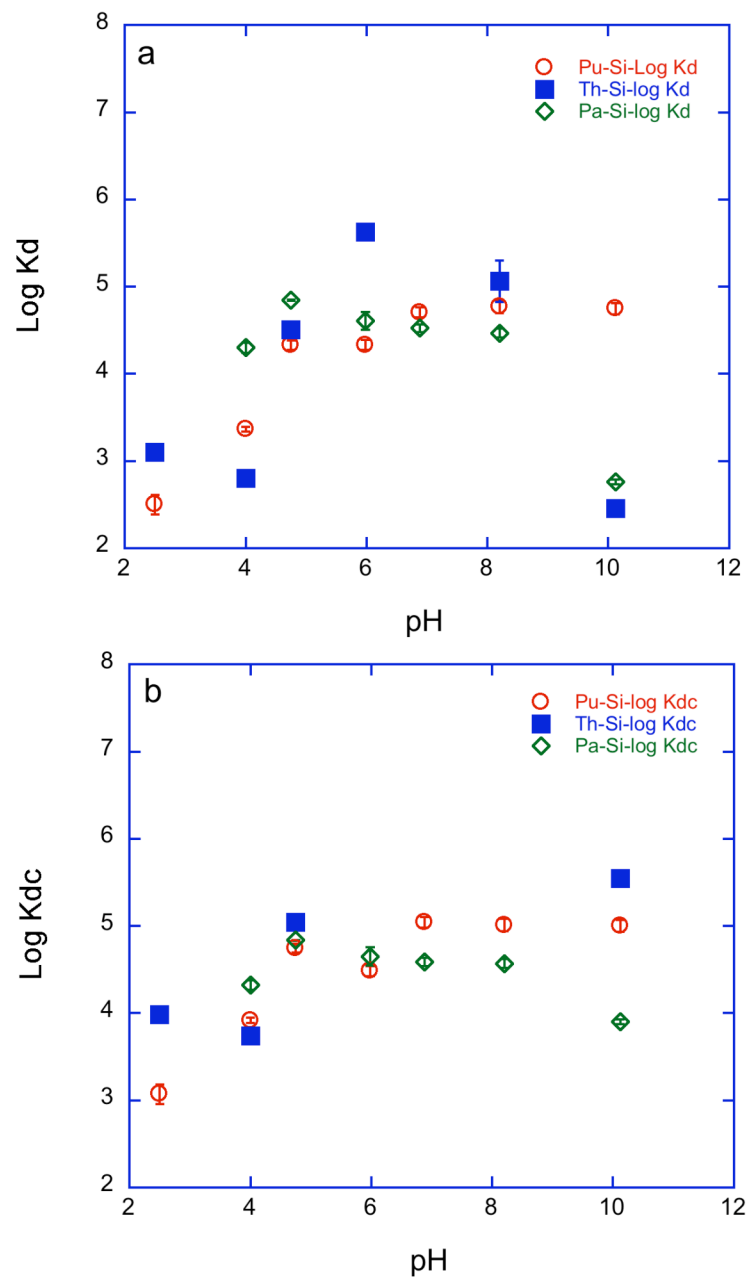 a
8
7
6
5
4
3
2
Log Kd
Pu-Si-Log Kd
Th-Si-log Kd
Pa-Si-log Kd
2 4 6 8 10 12
pH
b
8
7
6
5
4
3
2
Log Kdc
Pu-Si-log Kdc
Th-Si-log Kdc
Pa-Si-log Kdc
2 4 6 8 10 12
pH